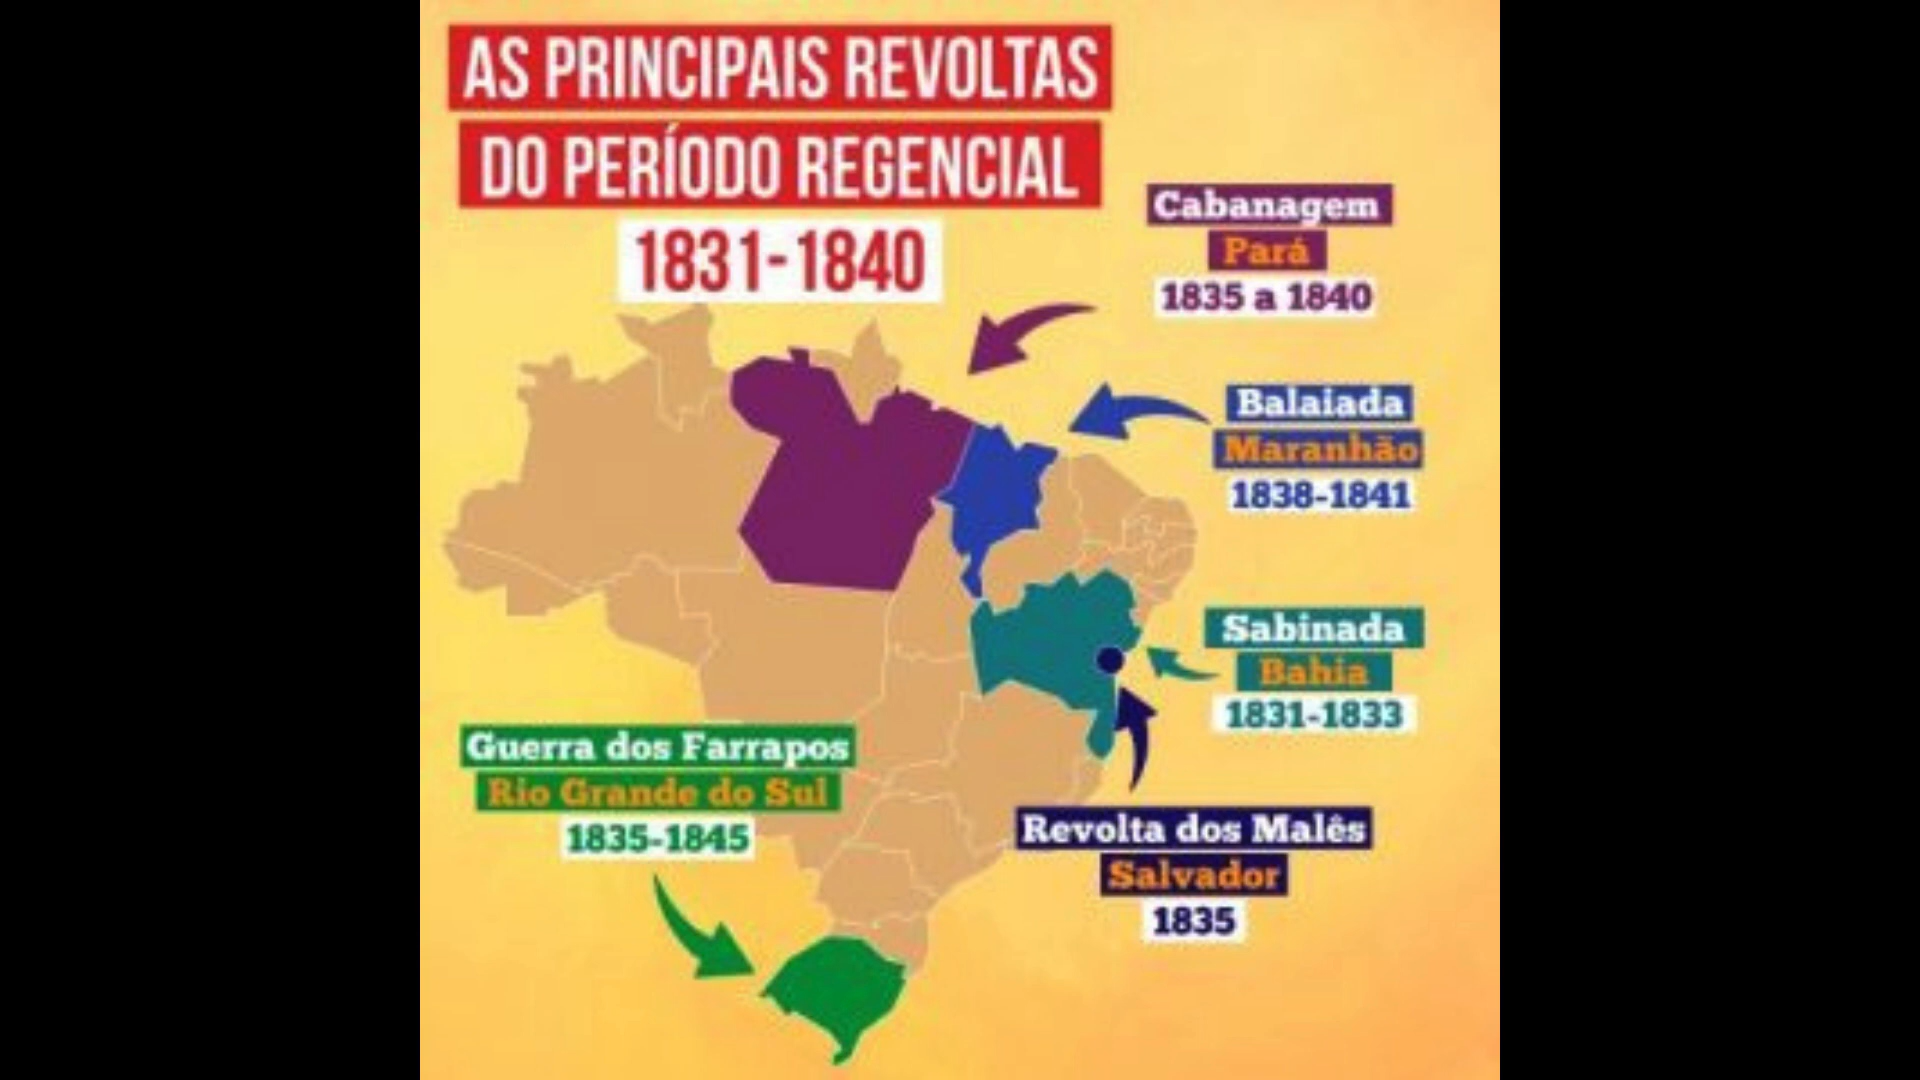 AS PRINCIPAIS REVOLTAS
DO PERÍODO REGENCIAL
1831-1840
Cabanagem
Pará
1835 a 1840
Balaiada
Maranhão
1838-1841
Sabinada
Bahia
1831-1833
Guerra dos Farrapos
Rio Grande do Sul
1835-1845
Revolta dos Malês
Salvador
1835